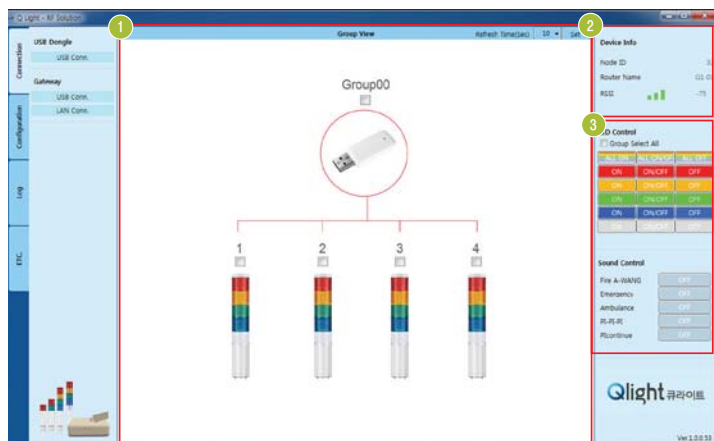 Q Light - RF Solution
1
2
3
Connection
Configuration
Log
ETC.
USB Dongle
USB Conn.
Gateway
USB Conn.
LAN Conn.
Group View
Refresh Time(Sec) 10
Group00
1 2 3 4
Device Info
Node ID
Router Name
RSSI -75
Control
Group Select All
ALL ON ALL ON/OFF ALL OFF
ON ON/OFF OFF
ON ON/OFF OFF
ON ON/OFF OFF
ON ON/OFF OFF
ON ON/OFF OFF
Sound Control
Fire A-WANG OFF
Emergency OFF
Ambulance OFF
PI-PI-PI OFF
PIcontinue OFF
Qlight 큐라이트
Ver 1.0.0.53